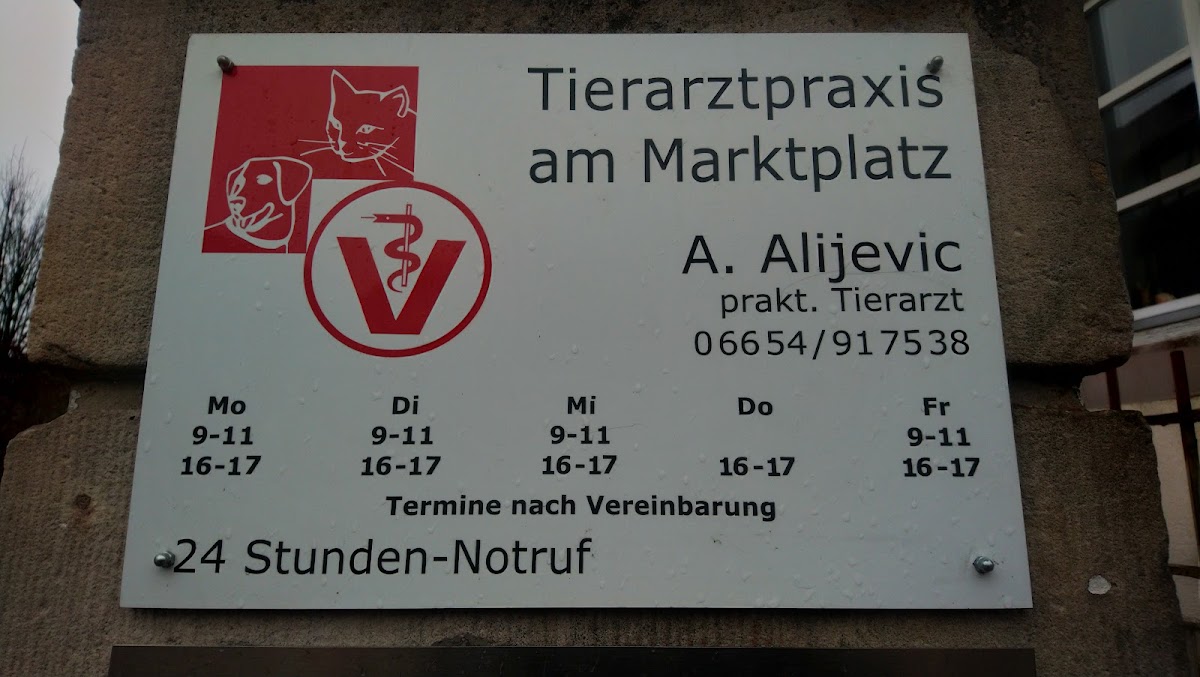 Tierarztpraxis
am Marktplatz
A. Alijevic
prakt. Tierarzt
06654/917538
Mo Di Mi Do Fr
9-11 9-11 9-11 9-11
16-17 16-17 16-17 16-17 16-17
Termine nach Vereinbarung
24 Stunden-Notruf
V